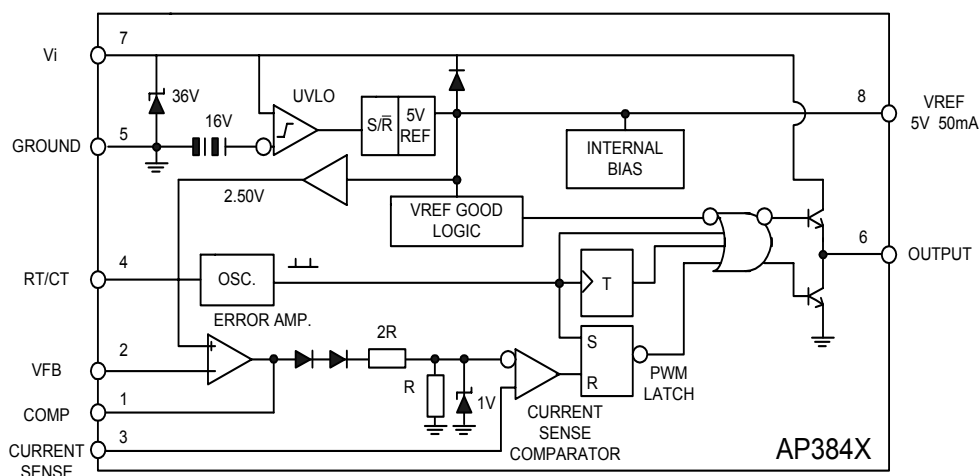 Vi
7
36V
UVLO
16V
S/R̅
5V
REF
8
VREF
5V 50mA
5
GROUND
INTERNAL
BIAS
2.50V
VREF GOOD
LOGIC
6
OUTPUT
4
RT/CT
OSC.
T
ERROR AMP.
2R
S
2
VFB
R
1V
R
PWM
LATCH
1
COMP
CURRENT
SENSE
COMPARATOR
3
CURRENT
SENSE
AP384X